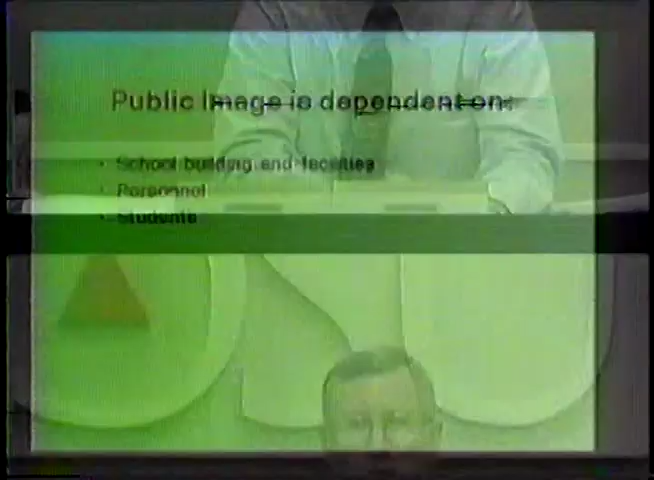 Public Image is dependent on:
• School building and facilities
• Personnel
• Students